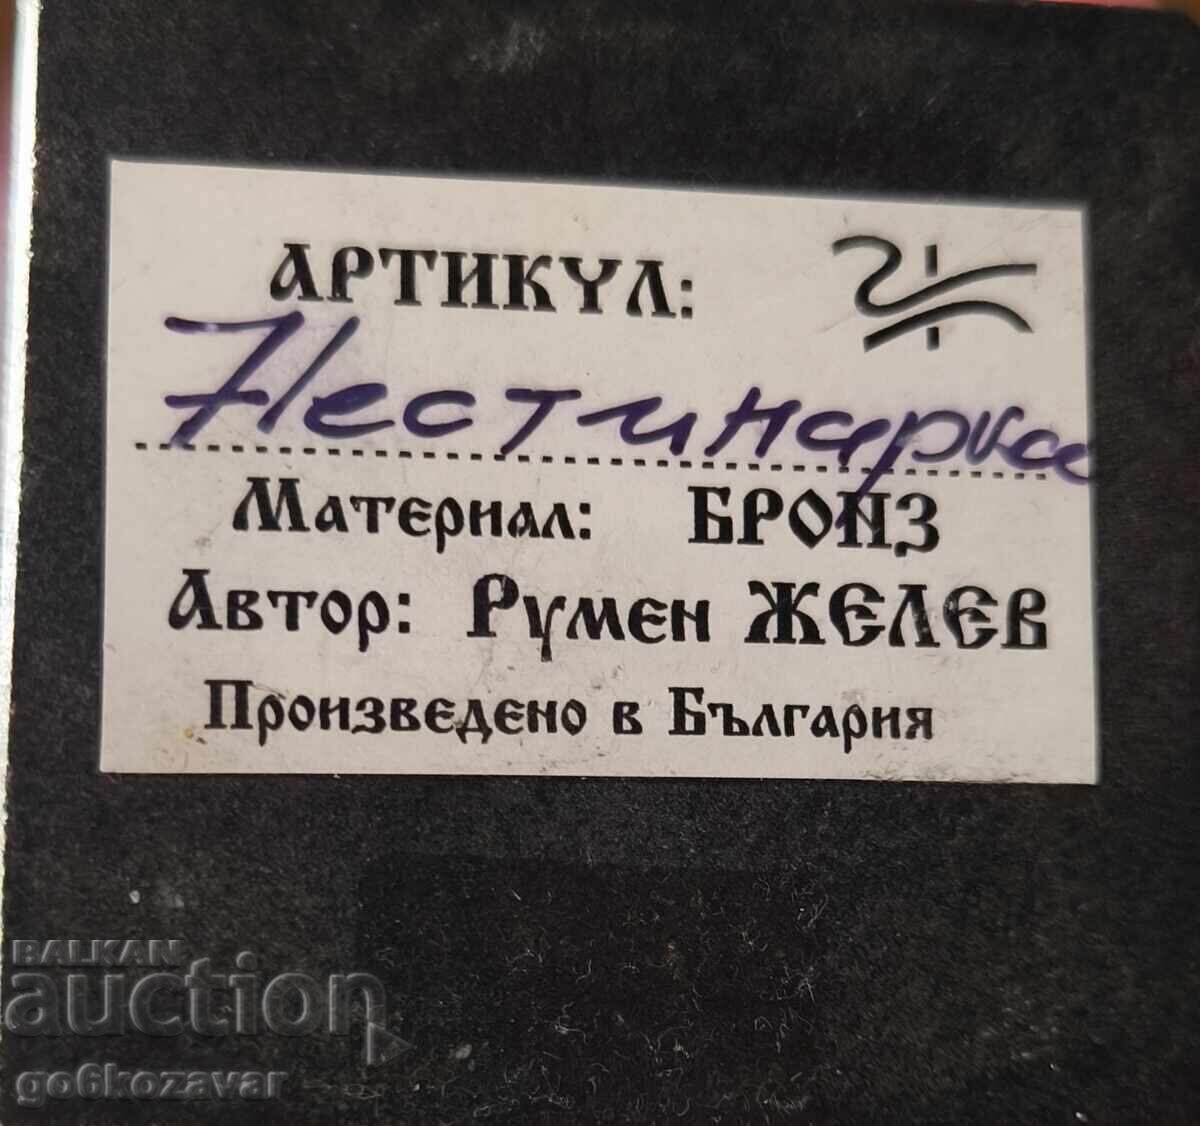 АРТИКУЛ:
Нестинарка
Материал: БРОНЗ
Автор: Румен ЖЕЛЕВ
Произведено в България
BALKAN
auction
go6kozavar